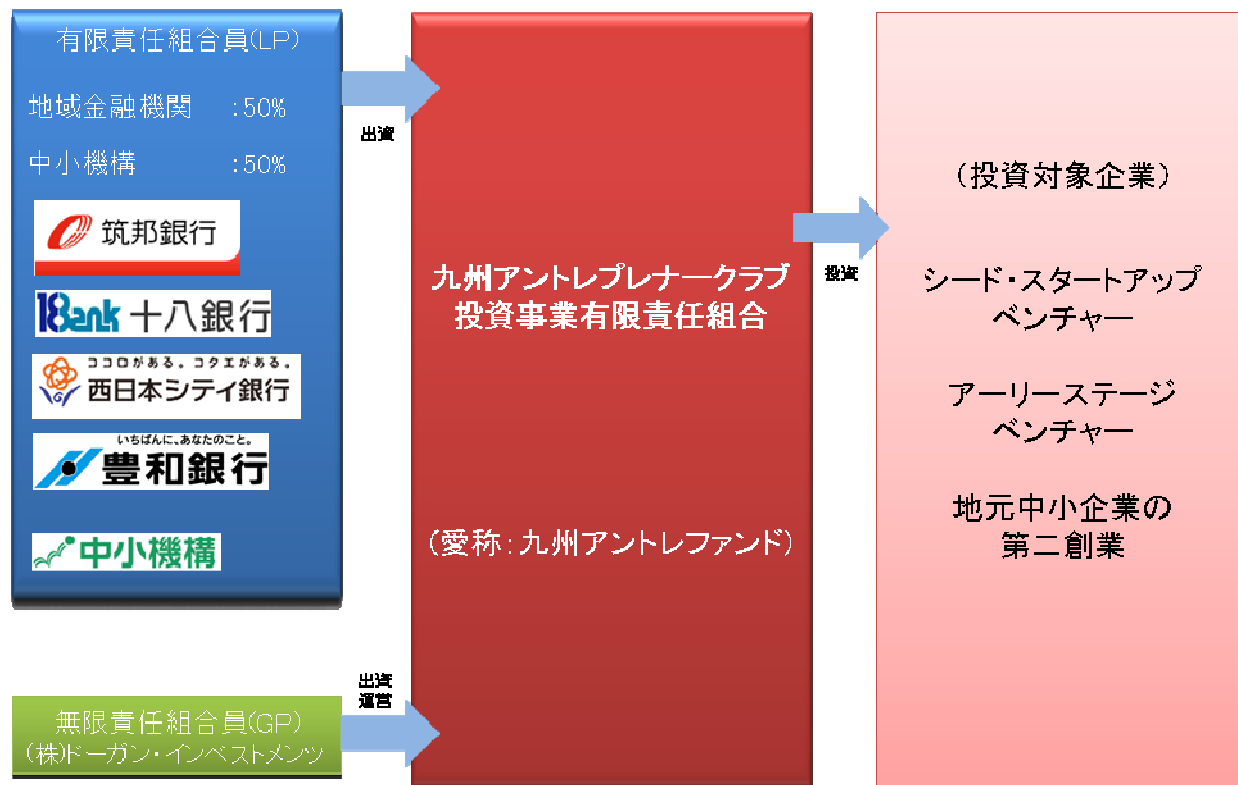 有限責任組合員(LP)
地域金融機関 :50%
中小機構 :50%
筑邦銀行
18Bank 十八銀行
ココロがある。コタエがある。
西日本シティ銀行
いちばんに、あなたのこと。
豊和銀行
中小機構
出資
無限責任組合員(GP)
(株)ドーガン・インベストメンツ
出資
運営
九州アントレプレナークラブ
投資事業有限責任組合
(愛称:九州アントレファンド)
投資
(投資対象企業)
シード・スタートアップ
ベンチャー
アーリーステージ
ベンチャー
地元中小企業の
第二創業